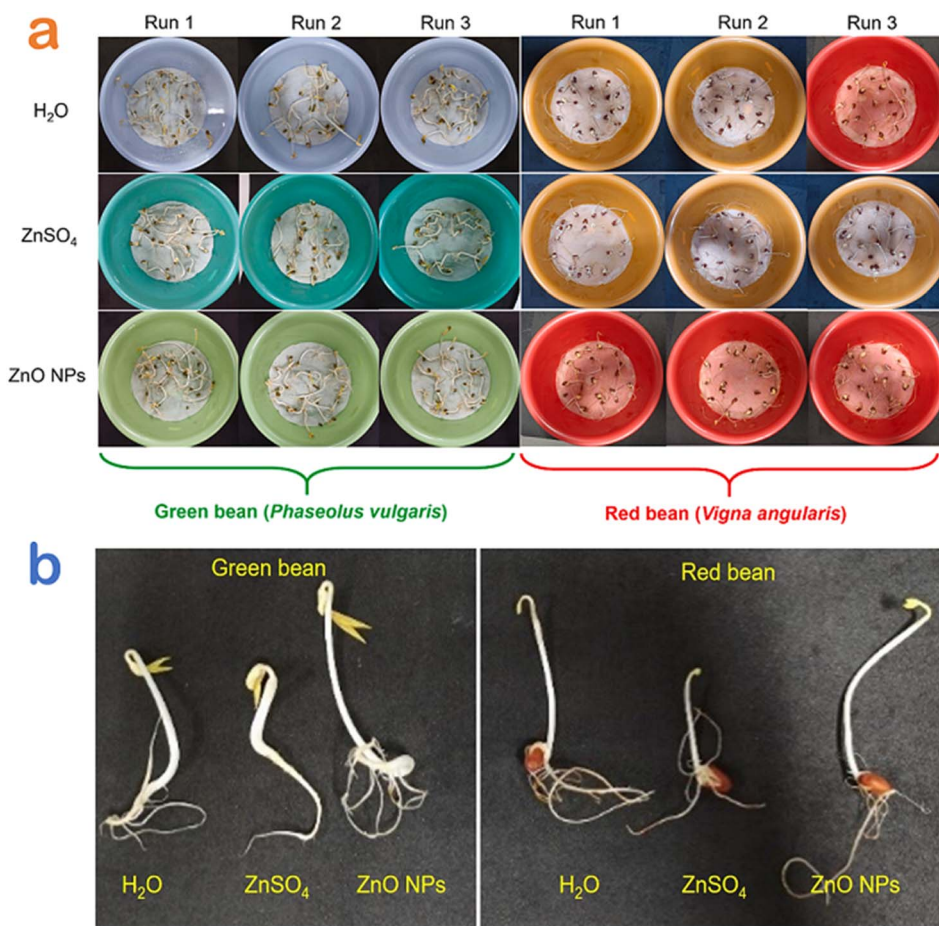 a
Run 1 Run 2 Run 3 Run 1 Run 2 Run 3
H₂O
ZnSO₄
ZnO NPs
Green bean (Phaseolus vulgaris) Red bean (Vigna angularis)
b
Green bean Red bean
H₂O ZnSO₄ ZnO NPs H₂O ZnSO₄ ZnO NPs